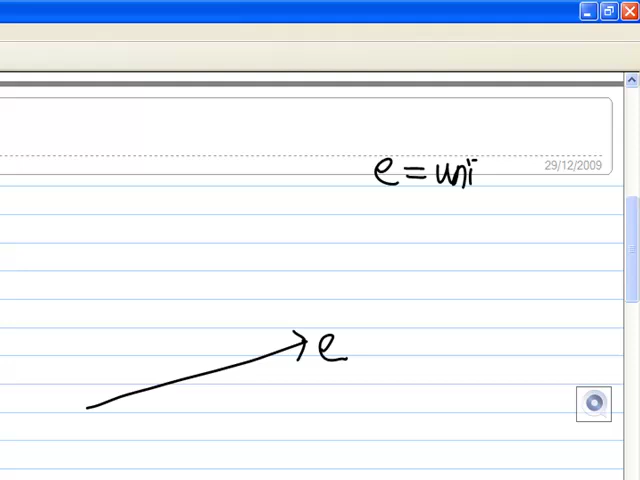 e = uni
29/12/2009
e